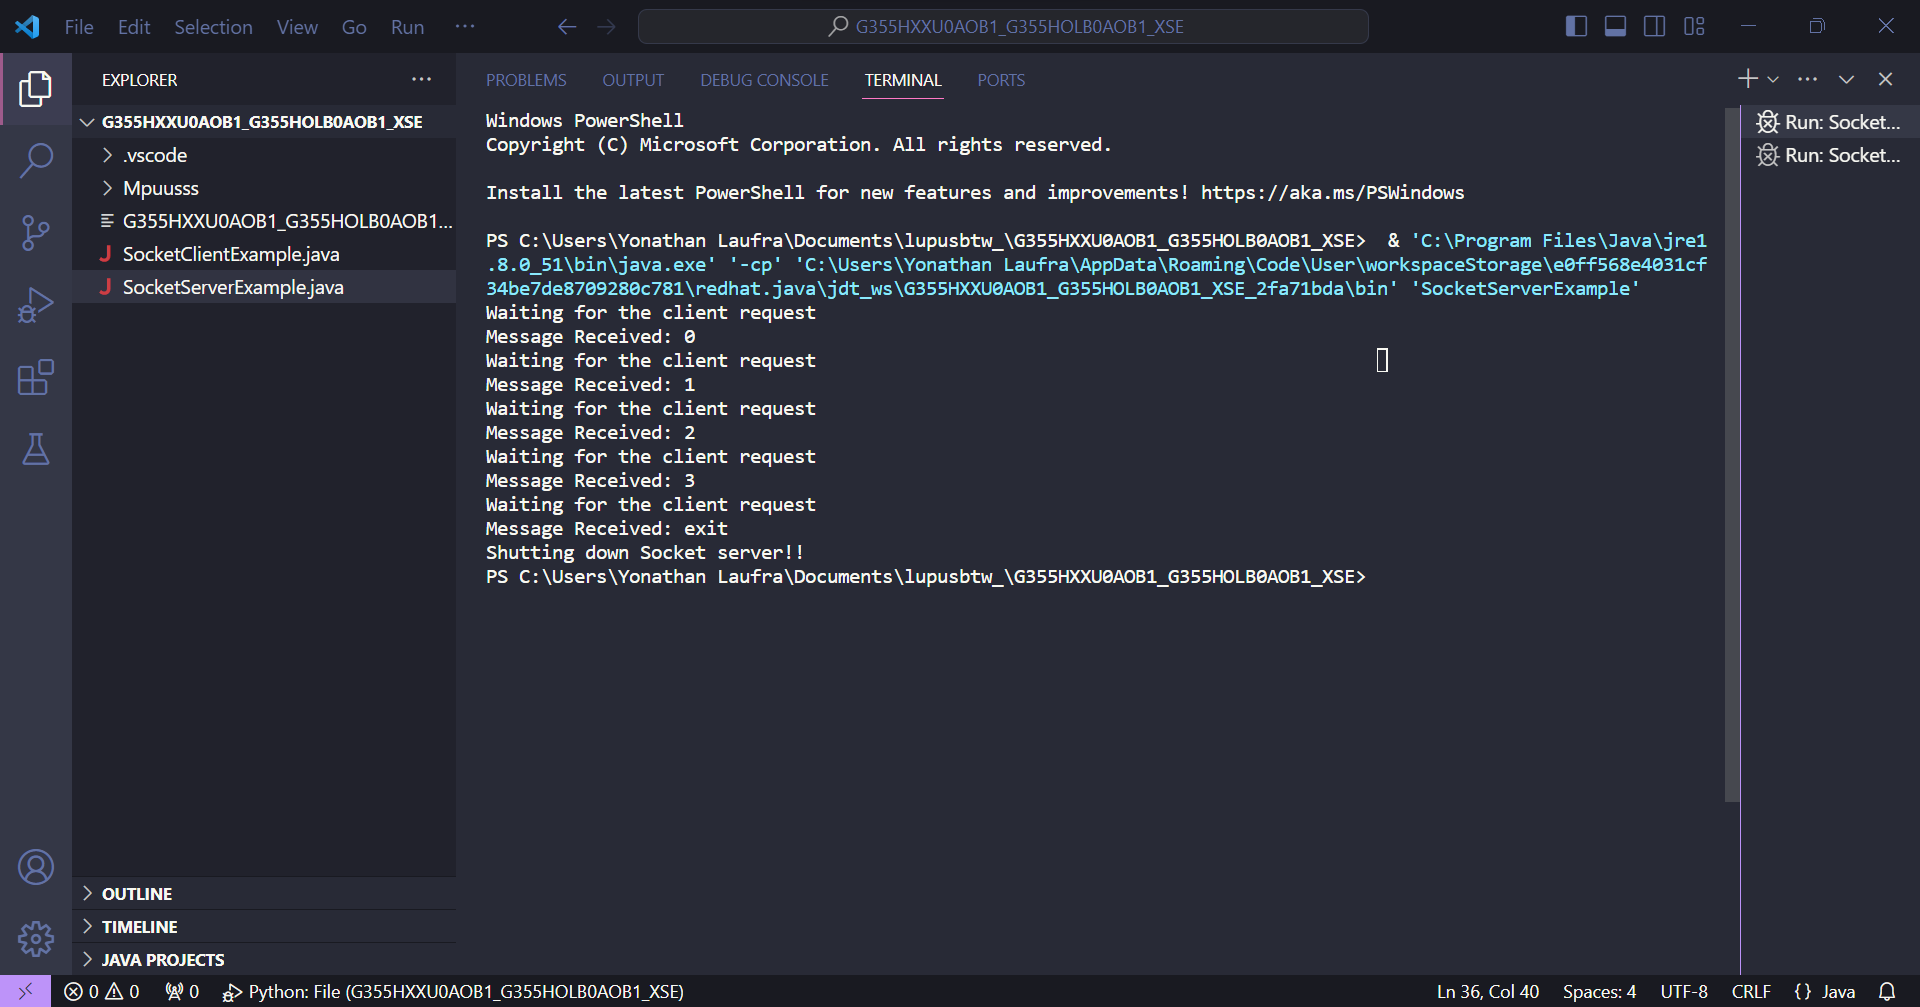 File Edit Selection View Go Run ···
G355HXXU0AOB1_G355HOLB0AOB1_XSE
EXPLORER
G355HXXU0AOB1_G355HOLB0AOB1_XSE
.vscode
Mpuusss
G355HXXU0AOB1_G355HOLB0AOB1...
SocketClientExample.java
SocketServerExample.java
OUTLINE
TIMELINE
JAVA PROJECTS
PROBLEMS OUTPUT DEBUG CONSOLE TERMINAL PORTS
Windows PowerShell
Copyright (C) Microsoft Corporation. All rights reserved.
Install the latest PowerShell for new features and improvements! https://aka.ms/PSWindows
PS C:\Users\Yonathan Laufra\Documents\lupusbtw_\G355HXXU0AOB1_G355HOLB0AOB1_XSE>  & 'C:\Program Files\Java\jre1
.8.0_51\bin\java.exe' '-cp' 'C:\Users\Yonathan Laufra\AppData\Roaming\Code\User\workspaceStorage\e0ff568e4031cf
34be7de8709280c781\redhat.java\jdt_ws\G355HXXU0AOB1_G355HOLB0AOB1_XSE_2fa71bda\bin' 'SocketServerExample'
Waiting for the client request
Message Received: 0
Waiting for the client request
Message Received: 1
Waiting for the client request
Message Received: 2
Waiting for the client request
Message Received: 3
Waiting for the client request
Message Received: exit
Shutting down Socket server!!
PS C:\Users\Yonathan Laufra\Documents\lupusbtw_\G355HXXU0AOB1_G355HOLB0AOB1_XSE>
Run: Socket...
Run: Socket...
0 0 0 Python: File (G355HXXU0AOB1_G355HOLB0AOB1_XSE) Ln 36, Col 40 Spaces: 4 UTF-8 CRLF {} Java